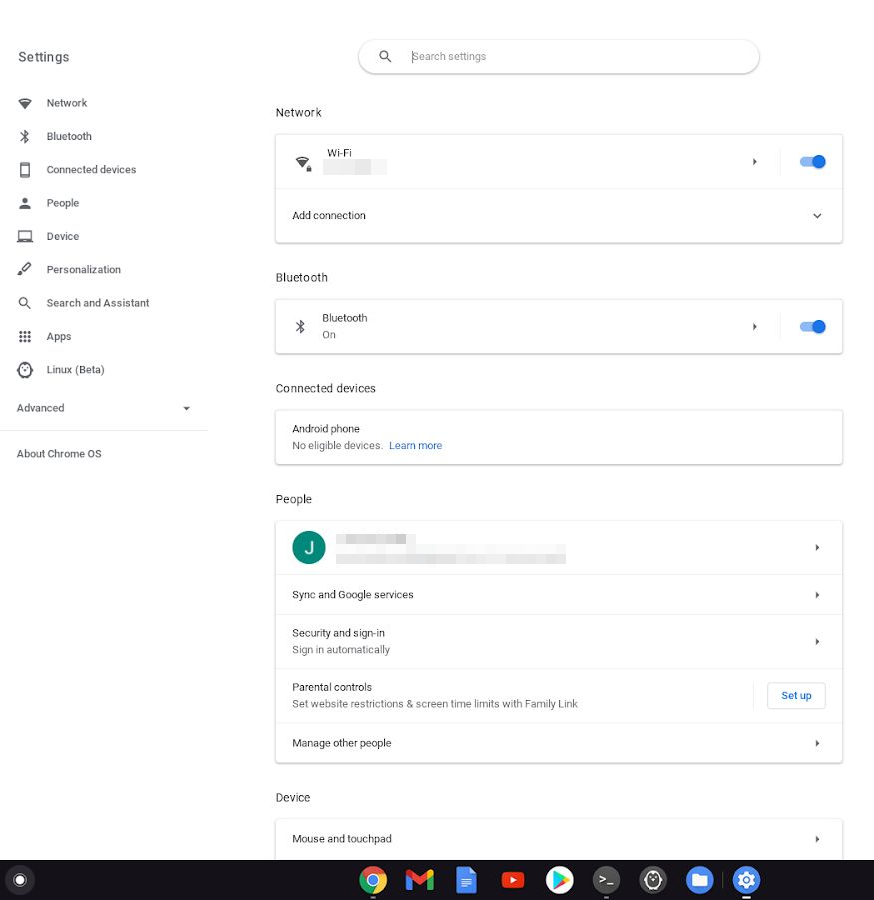 Settings
Search settings
Network
Bluetooth
Connected devices
People
Device
Personalization
Search and Assistant
Apps
Linux (Beta)
Advanced
About Chrome OS
Network
Wi-Fi
Add connection
Bluetooth
Bluetooth
On
Connected devices
Android phone
No eligible devices. Learn more
People
J
Sync and Google services
Security and sign-in
Sign in automatically
Parental controls
Set website restrictions & screen time limits with Family Link
Set up
Manage other people
Device
Mouse and touchpad
>_